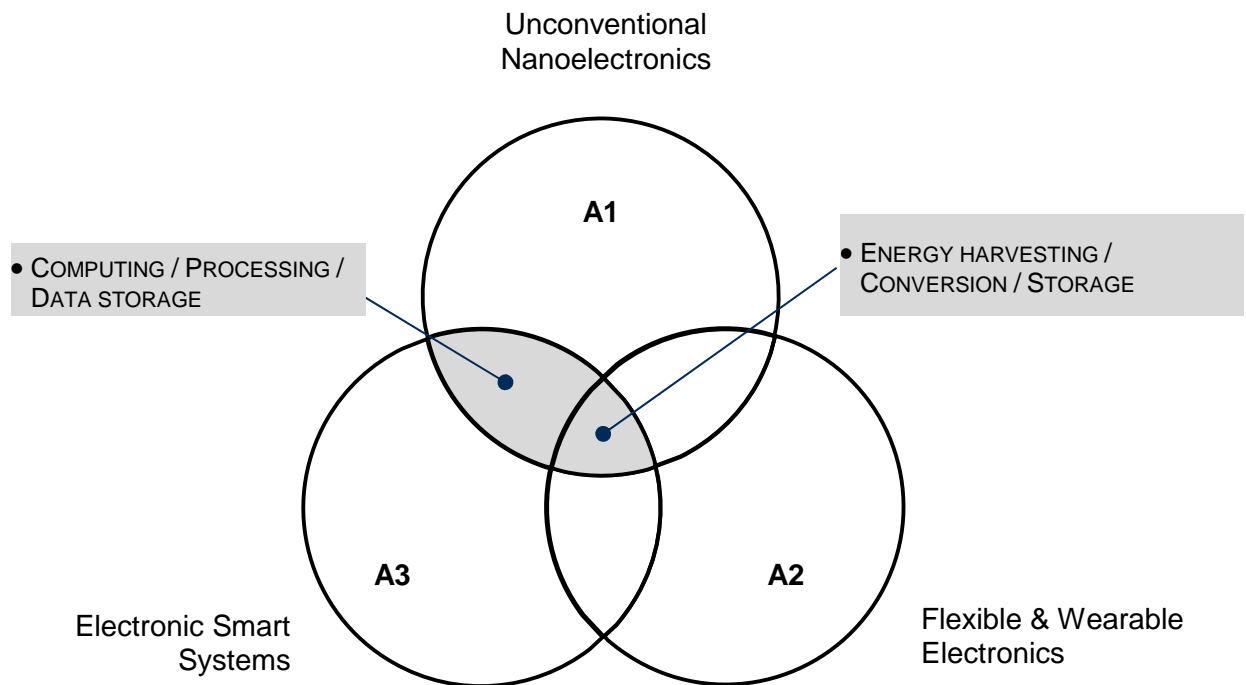 Unconventional
Nanoelectronics
A1
• COMPUTING / PROCESSING /
DATA STORAGE
• ENERGY HARVESTING /
CONVERSION / STORAGE
A3
A2
Electronic Smart
Systems
Flexible & Wearable
Electronics